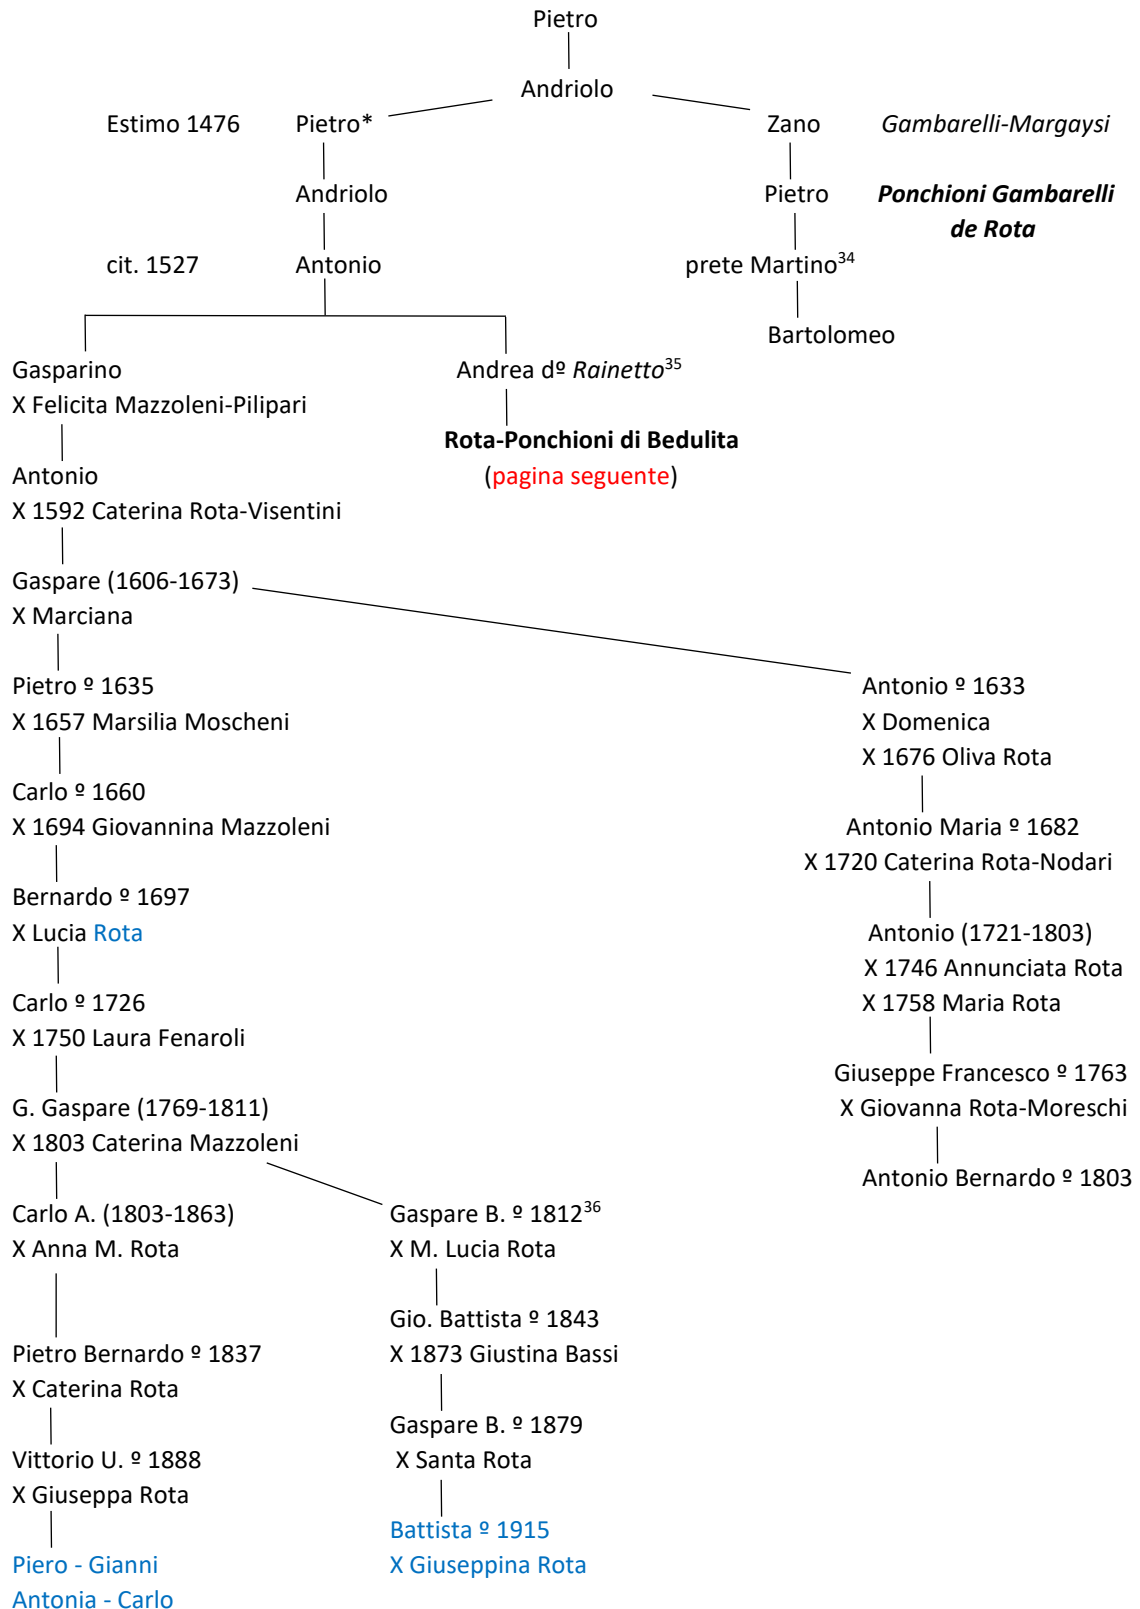 Pietro
Andriolo
Estimo 1476 Pietro* Zano Gambarelli-Margaysi
Andriolo Pietro Ponchioni Gambarelli
de Rota
cit. 1527 Antonio prete Martino34
Bartolomeo
Gasparino Andrea dº Rainetto35
X Felicita Mazzoleni-Pilipari
Rota-Ponchioni di Bedulita
Antonio (pagina seguente)
X 1592 Caterina Rota-Visentini
Gaspare (1606-1673)
X Marciana
Pietro º 1635 Antonio º 1633
X 1657 Marsilia Moscheni X Domenica
X 1676 Oliva Rota
Carlo º 1660
X 1694 Giovannina Mazzoleni Antonio Maria º 1682
X 1720 Caterina Rota-Nodari
Bernardo º 1697
X Lucia Rota Antonio (1721-1803)
X 1746 Annunciata Rota
Carlo º 1726 X 1758 Maria Rota
X 1750 Laura Fenaroli
Giuseppe Francesco º 1763
G. Gaspare (1769-1811) X Giovanna Rota-Moreschi
X 1803 Caterina Mazzoleni
Antonio Bernardo º 1803
Carlo A. (1803-1863) Gaspare B. º 181236
X Anna M. Rota X M. Lucia Rota
Gio. Battista º 1843
Pietro Bernardo º 1837 X 1873 Giustina Bassi
X Caterina Rota
Gaspare B. º 1879
Vittorio U. º 1888 X Santa Rota
X Giuseppa Rota
Battista º 1915
Piero - Gianni X Giuseppina Rota
Antonia - Carlo